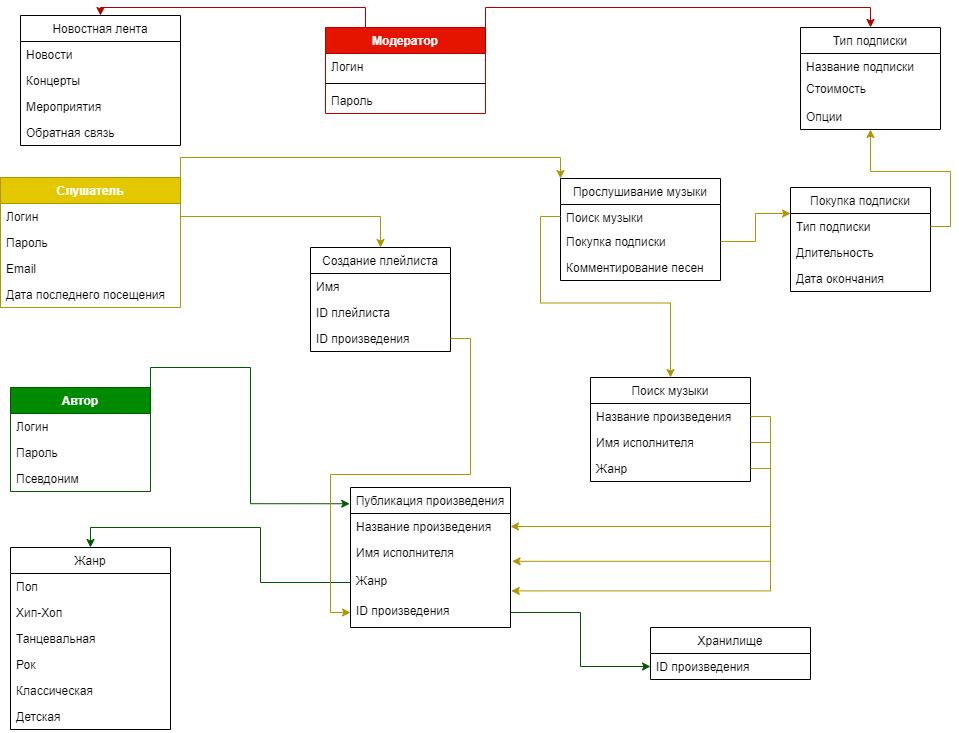 Новостная лента
Новости
Концерты
Мероприятия
Обратная связь
Модератор
Логин
Пароль
Тип подписки
Название подписки
Стоимость
Опции
Слушатель
Логин
Пароль
Email
Дата последнего посещения
Создание плейлиста
Имя
ID плейлиста
ID произведения
Прослушивание музыки
Поиск музыки
Покупка подписки
Комментирование песен
Покупка подписки
Тип подписки
Длительность
Дата окончания
Автор
Логин
Пароль
Псевдоним
Поиск музыки
Название произведения
Имя исполнителя
Жанр
Публикация произведения
Название произведения
Имя исполнителя
Жанр
ID произведения
Жанр
Поп
Хип-Хоп
Танцевальная
Рок
Классическая
Детская
Хранилище
ID произведения